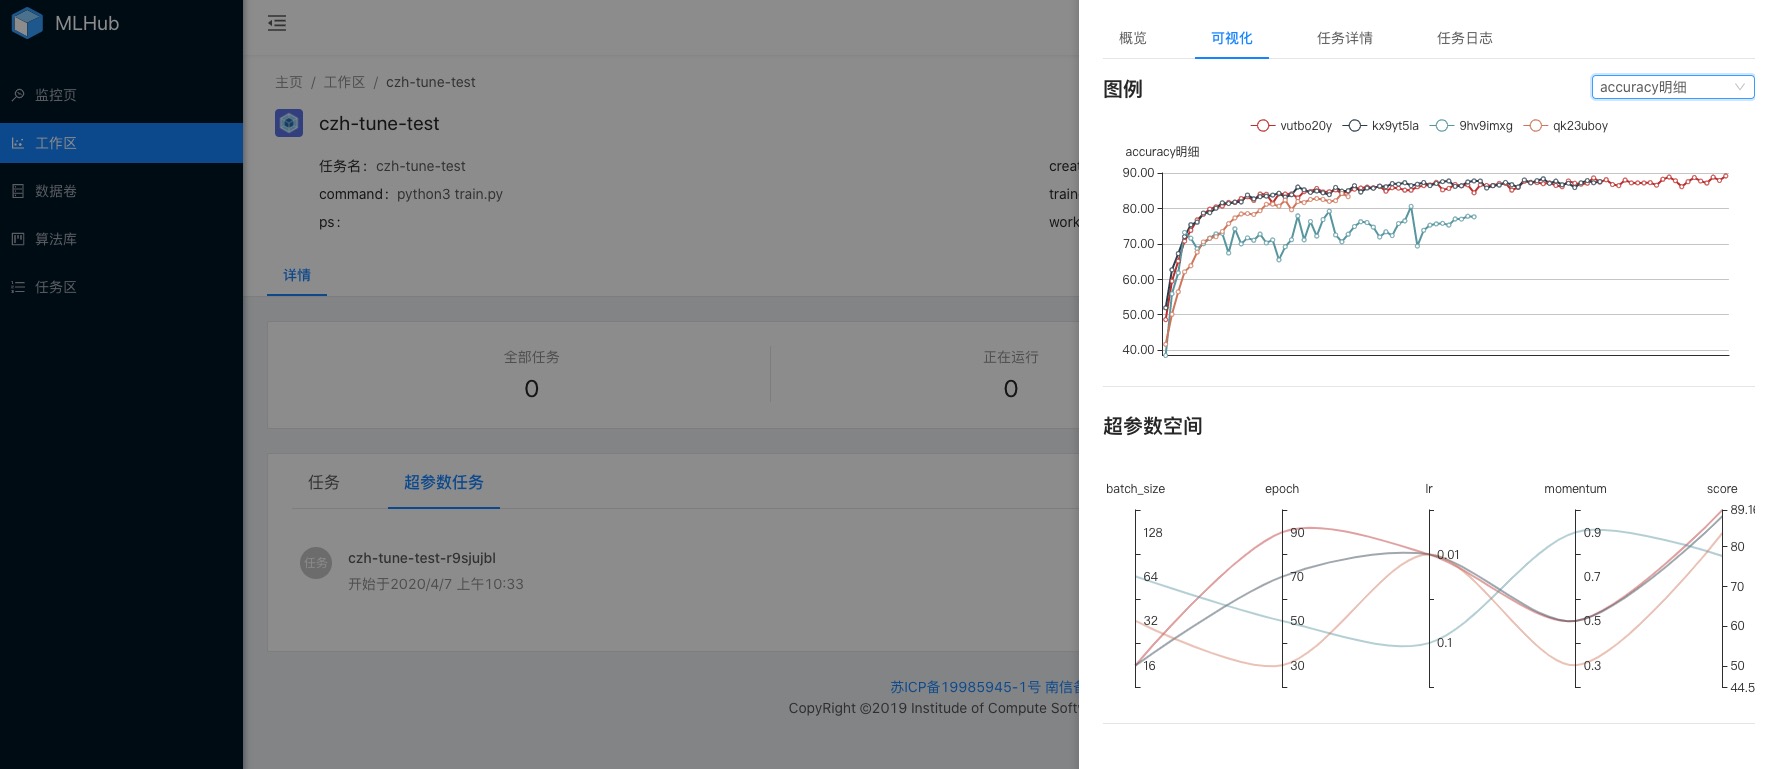 MLHub
监控页
工作区
数据卷
算法库
任务区
主页 / 工作区 / czh-tune-test
czh-tune-test
任务名： czh-tune-test
command： python3 train.py
ps：
creat
train
work
详情
全部任务
0
正在运行
0
任务
超参数任务
任务
czh-tune-test-r9sjujbl
开始于2020/4/7 上午10:33
苏ICP备19985945-1号 南信备
CopyRight ©2019 Institude of Compute Soft
概览
可视化
任务详情
任务日志
图例
accuracy明细
vutbo20y
kx9yt5la
9hv9imxg
qk23uboy
accuracy明细
90.00
80.00
70.00
60.00
50.00
40.00
超参数空间
batch_size
epoch
lr
momentum
score
128
64
32
16
90
70
50
30
0.01
0.1
0.9
0.7
0.5
0.3
89.16
80
70
60
50
44.5